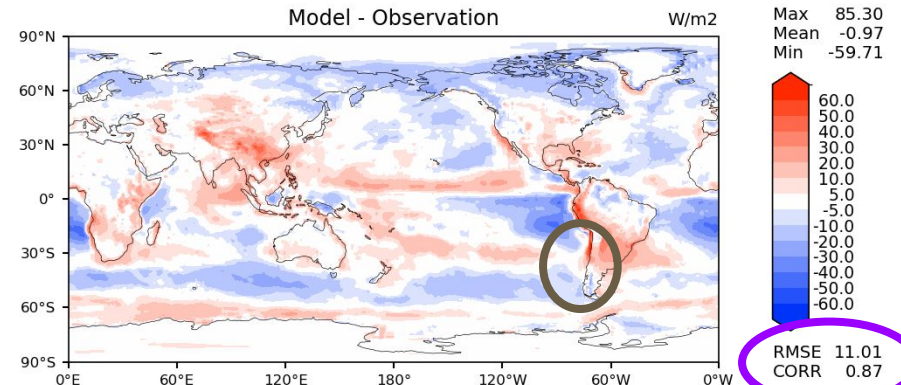 Model - Observation
W/m2
Max 85.30
Mean -0.97
Min -59.71
90°N
60°N
30°N
0°
30°S
60°S
90°S
0°E
60°E
120°E
180°
120°W
60°W
0°W
60.0
50.0
40.0
30.0
20.0
10.0
5.0
-5.0
-10.0
-20.0
-30.0
-40.0
-50.0
-60.0
RMSE 11.01
CORR 0.87